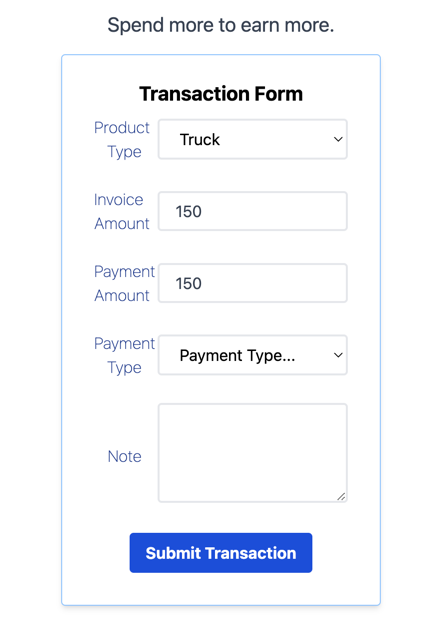 Spend more to earn more.
Transaction Form
Product
Type
Truck
Invoice
Amount
150
Payment
Amount
150
Payment
Type
Payment Type...
Note
Submit Transaction